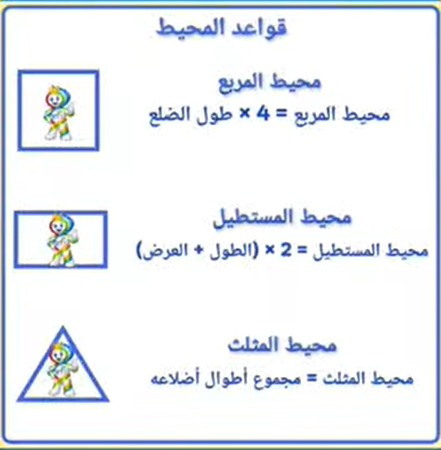 قواعد المحيط
محيط المربع
محيط المربع = 4 × طول الضلع
محيط المستطيل
محيط المستطيل = 2 × (الطول + العرض)
محيط المثلث
محيط المثلث = مجموع أطوال أضلاعه